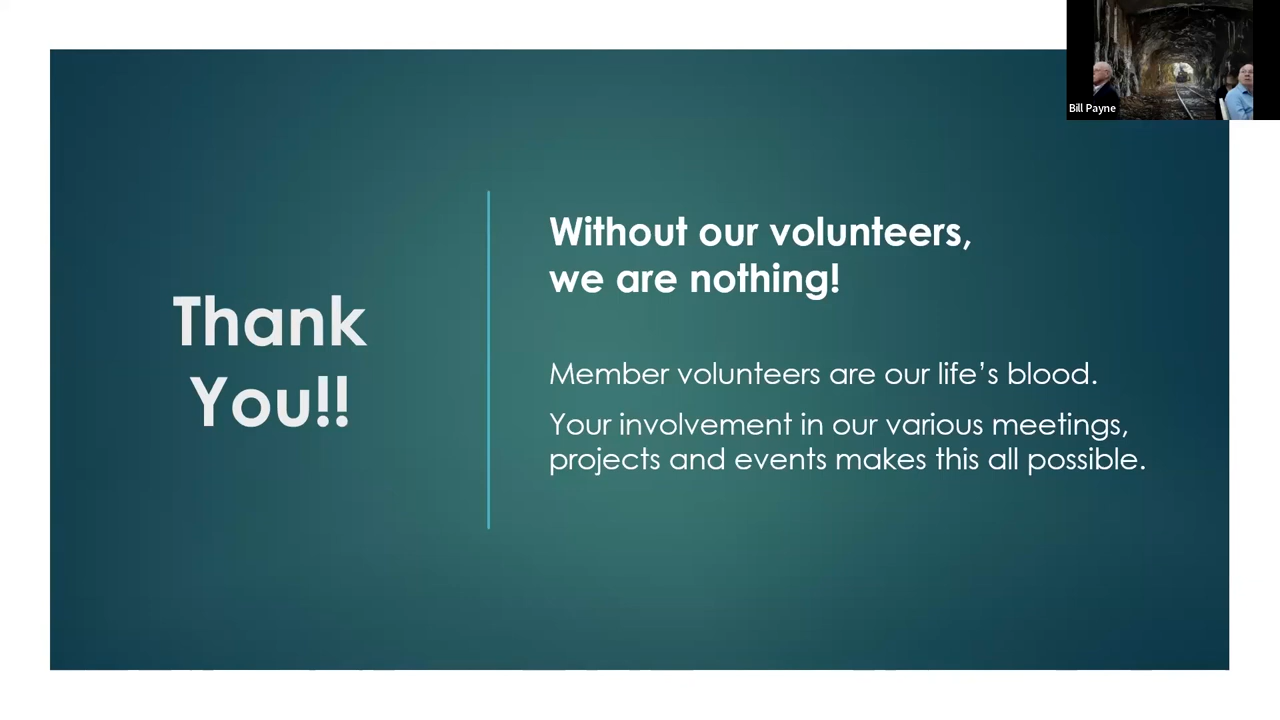 Bill Payne
Thank
You!!
Without our volunteers,
we are nothing!
Member volunteers are our life’s blood.
Your involvement in our various meetings,
projects and events makes this all possible.